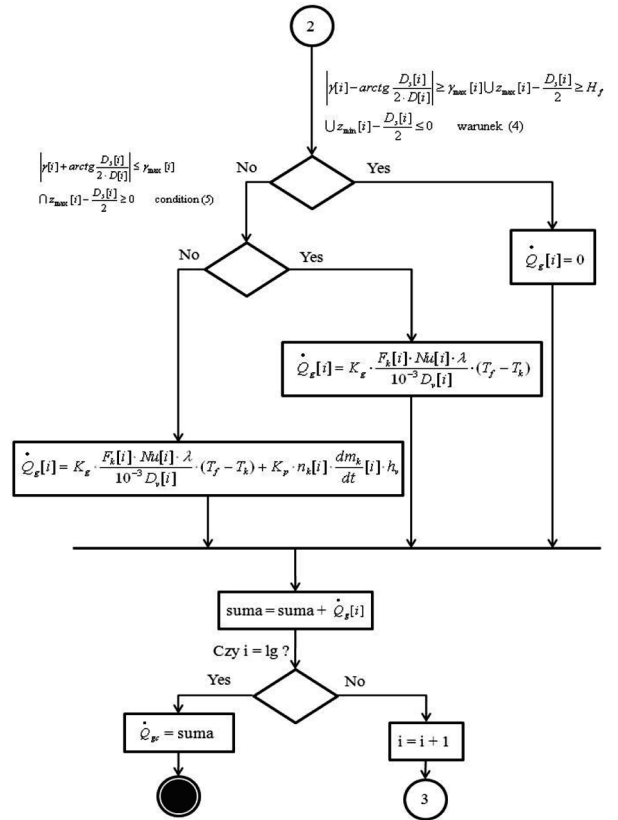 2
|γ[i]−arctg D_s[i]/(2·D[i])| ≥ γ_max[i] ∪ z_max[i]−D_s[i]/2 ≥ H_f
∪ z_min[i]−D_s[i]/2 ≤ 0 warunek (4)
No Yes
|γ[i]+arctg D_s[i]/(2·D[i])| ≤ γ_max[i]
∩ z_max[i]−D_s[i]/2 ≥ 0 condition (5)
No Yes
Q̇_g[i] = 0
Q̇_g[i] = K_g · (F_k[i]·Nu[i]·λ)/(10⁻³ D_v[i]) · (T_f − T_k)
Q̇_g[i] = K_g · (F_k[i]·Nu[i]·λ)/(10⁻³ D_v[i]) · (T_f − T_k) + K_p · n_k[i] · dm_k/dt [i] · h_v
suma = suma + Q̇_g[i]
Czy i = lg ?
Yes No
Q̇_gc = suma
i = i + 1
3